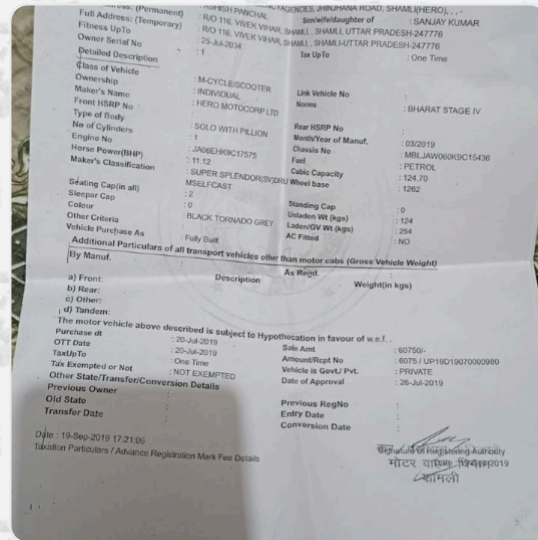 AGENCIES, JHINJHANA ROAD, SHAMLI(HERO), , , -
Address: (Permanent) PANCHAL Son/wife/daughter of : SANJAY KUMAR
Full Address: (Temporary) : R/O 116, VIVEK VIHAR, SHAMLI, , SHAMLI, UTTAR PRADESH-247776
Fitness UpTo : R/O 116, VIVEK VIHAR, SHAMLI, , SHAMLI-UTTAR PRADESH-247776
Owner Serial No : 25-Jul-2034 Tax UpTo : One Time
Detailed Description : 1
Class of Vehicle : M-CYCLE/SCOOTER Link Vehicle No
Ownership : INDIVIDUAL Norms : BHARAT STAGE IV
Maker's Name : HERO MOTOCORP LTD
Front HSRP No : Rear HSRP No :
Type of Body : SOLO WITH PILLION Month/Year of Manuf. : 03/2019
No of Cylinders : 1 Chassis No : MBLJAW060K9C15436
Engine No : JA06EHK9C17575 Fuel : PETROL
Horse Power(BHP) : 11.12 Cubic Capacity : 124.70
Maker's Classification : SUPER SPLENDOR(SV)DRU Wheel base : 1262
MSELFCAST
Seating Cap(in all) : 2 Standing Cap : 0
Sleeper Cap : 0 Unladen Wt (kgs) : 124
Colour : BLACK TORNADO GREY Laden/GV Wt (kgs) : 254
Other Criteria AC Fitted : NO
Vehicle Purchase As : Fully Built
Additional Particulars of all transport vehicles other than motor cabs (Gross Vehicle Weight)
By Manuf. As Regd.
Description Weight(in kgs)
a) Front:
b) Rear:
c) Other:
d) Tandem:
The motor vehicle above described is subject to Hypothecation in favour of w.e.f. .
Purchase dt : 20-Jul-2019 Sale Amt : 60750/-
OTT Date : 20-Jul-2019 Amount/Rcpt No : 6075 / UP19D19070000980
TaxUpTo : One Time Vehicle is Govt./ Pvt. : PRIVATE
Tax Exempted or Not : NOT EXEMPTED Date of Approval : 26-Jul-2019
Other State/Transfer/Conversion Details
Previous Owner : Previous RegNo :
Old State : Entry Date :
Transfer Date : Conversion Date :
Date : 19-Sep-2019 17:21:06
Taxation Particulars / Advance Registration Mark Fee Details
Signature of Registering Authority
मोटर 2019
शामली